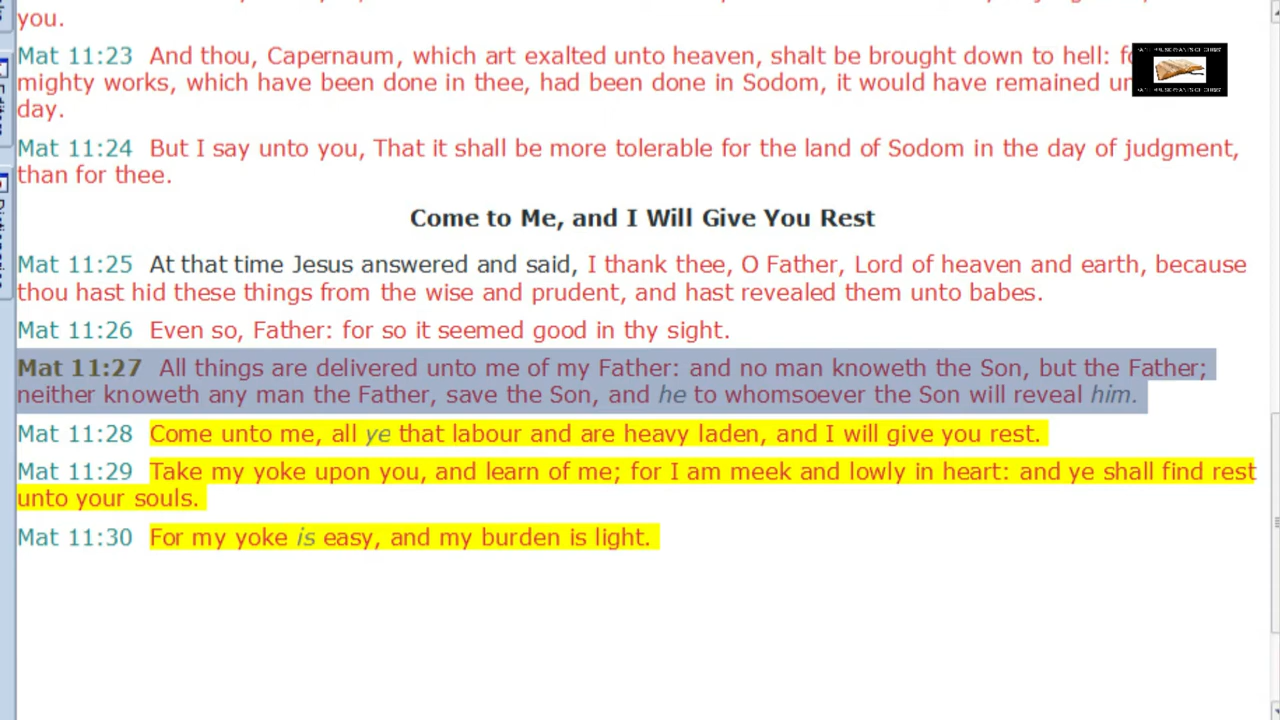 you.
Mat 11:23 And thou, Capernaum, which art exalted unto heaven, shalt be brought down to hell:
mighty works, which have been done in thee, had been done in Sodom, it would have remained
day.
Mat 11:24 But I say unto you, That it shall be more tolerable for the land of Sodom in the day of judgment,
than for thee.
Come to Me, and I Will Give You Rest
Mat 11:25 At that time Jesus answered and said, I thank thee, O Father, Lord of heaven and earth, because
thou hast hid these things from the wise and prudent, and hast revealed them unto babes.
Mat 11:26 Even so, Father: for so it seemed good in thy sight.
Mat 11:27 All things are delivered unto me of my Father: and no man knoweth the Son, but the Father;
neither knoweth any man the Father, save the Son, and he to whomsoever the Son will reveal him.
Mat 11:28 Come unto me, all ye that labour and are heavy laden, and I will give you rest.
Mat 11:29 Take my yoke upon you, and learn of me; for I am meek and lowly in heart: and ye shall find rest
unto your souls.
Mat 11:30 For my yoke is easy, and my burden is light.